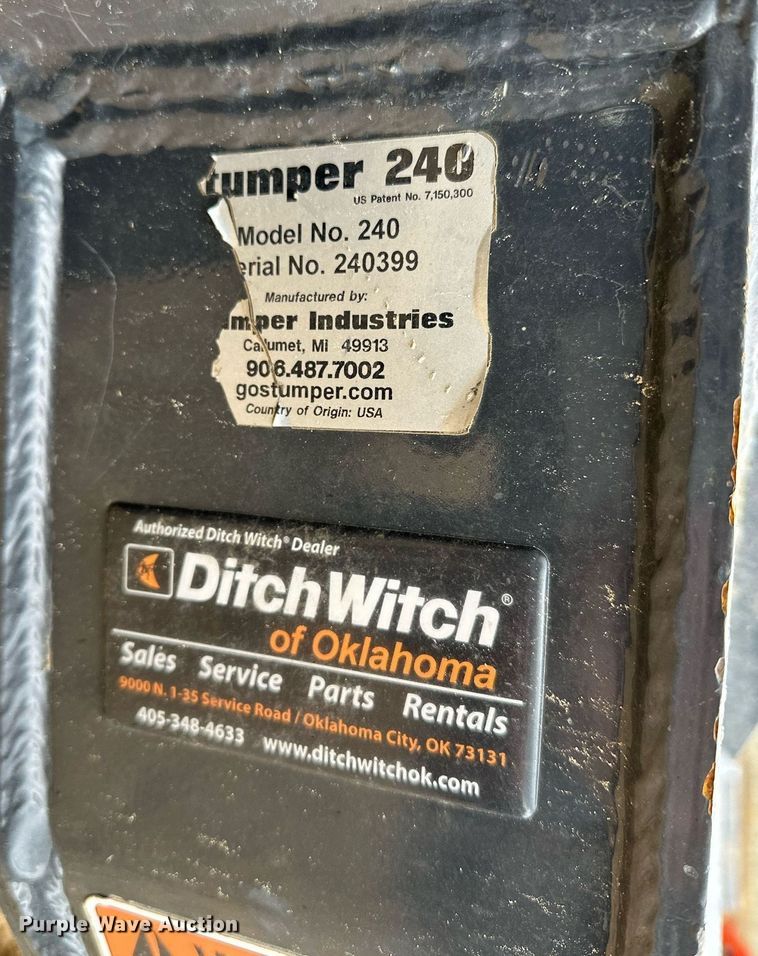 tumper 240
US Patent No. 7,150,300
Model No. 240
erial No. 240399
Manufactured by:
mper Industries
Calumet, MI 49913
906.487.7002
gostumper.com
Country of Origin: USA
Authorized Ditch Witch® Dealer
Ditch Witch®
of Oklahoma
Sales Service Parts Rentals
9000 N. 1-35 Service Road / Oklahoma City, OK 73131
405-348-4633 www.ditchwitchok.com
Purple Wave Auction